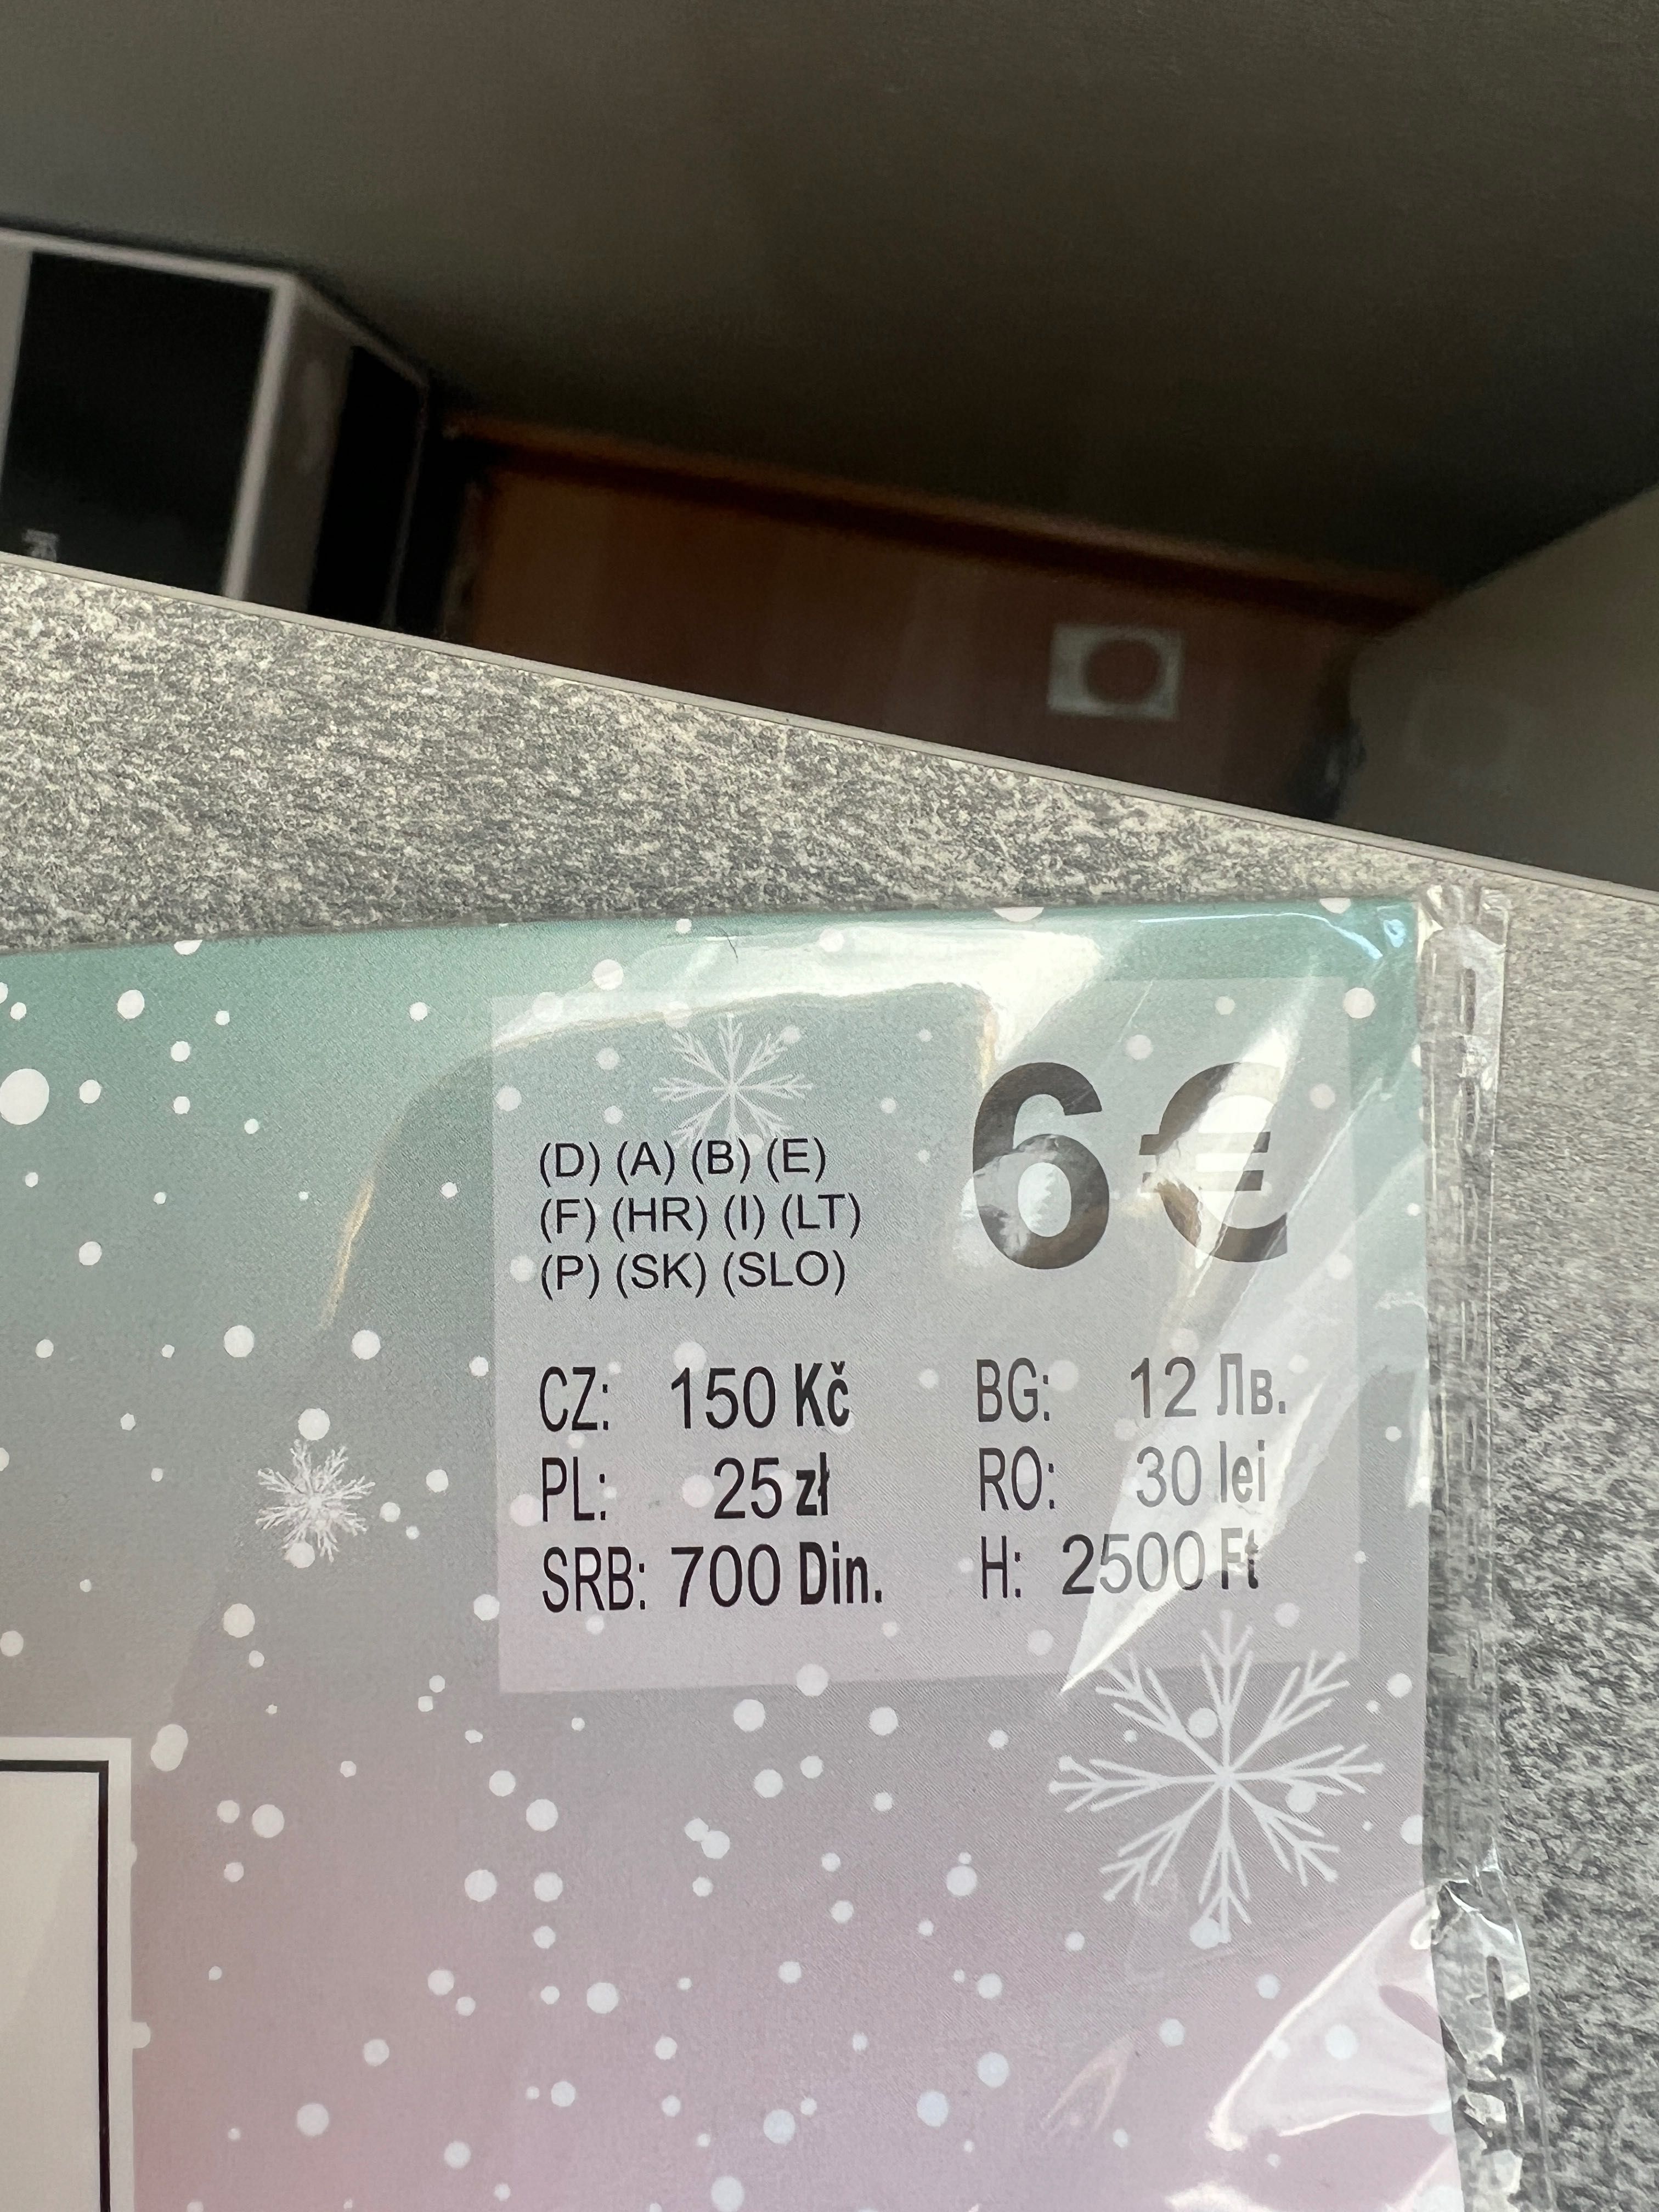 6€
(D) (A) (B) (E)
(F) (HR) (I) (LT)
(P) (SK) (SLO)
CZ: 150 Kč
PL: 25 zł
SRB: 700 Din.
BG: 12 Лв.
RO: 30 lei
H: 2500 Ft